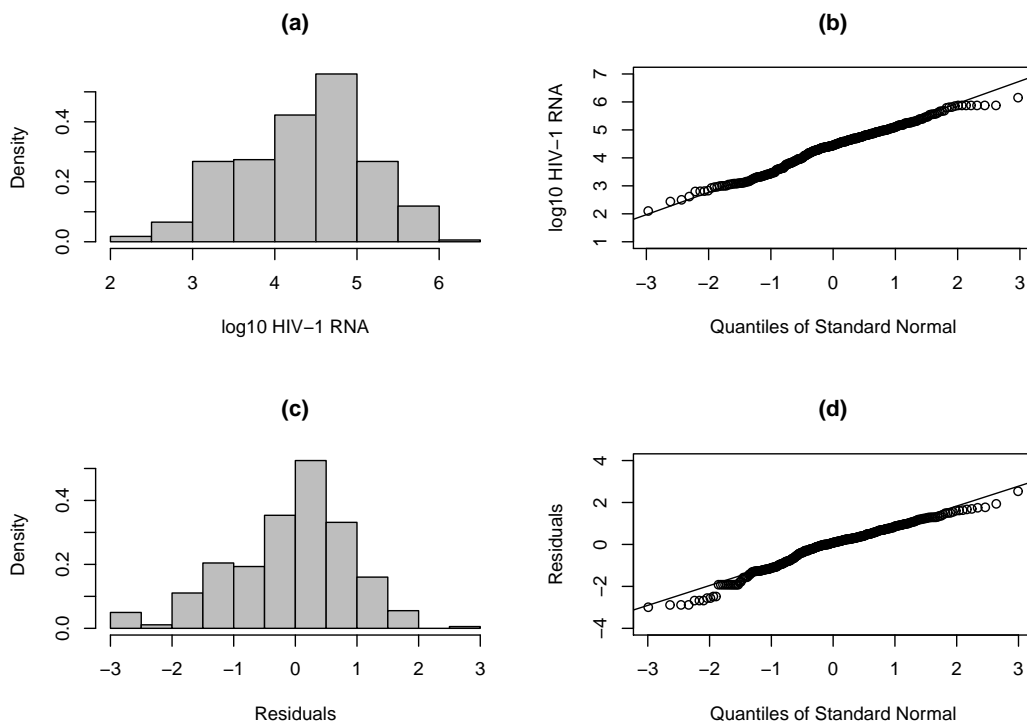 (a)
Density
0.0 0.2 0.4
2 3 4 5 6
log10 HIV−1 RNA
(b)
log10 HIV−1 RNA
1 2 3 4 5 6 7
−3 −2 −1 0 1 2 3
Quantiles of Standard Normal
(c)
Density
0.0 0.2 0.4
−3 −2 −1 0 1 2 3
Residuals
(d)
Residuals
−4 −2 0 2 4
−3 −2 −1 0 1 2 3
Quantiles of Standard Normal